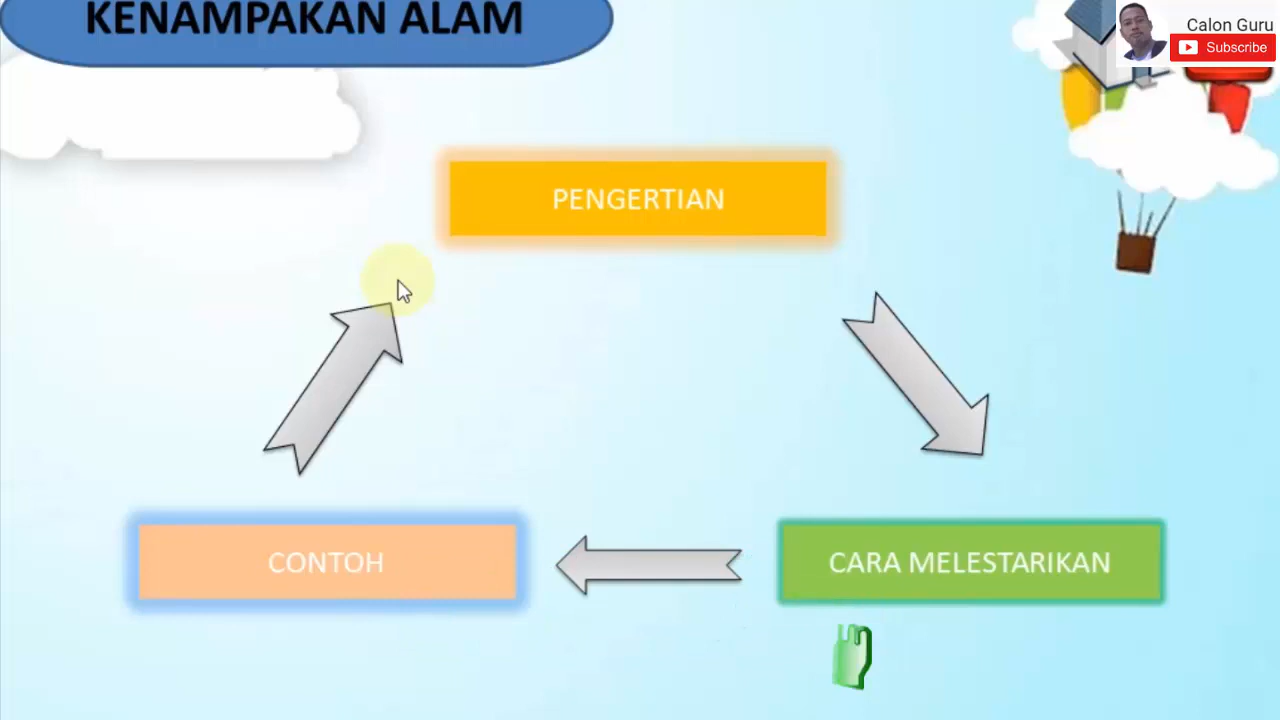 KENAMPAKAN ALAM
Calon Guru
Subscribe
PENGERTIAN
CONTOH
CARA MELESTARIKAN